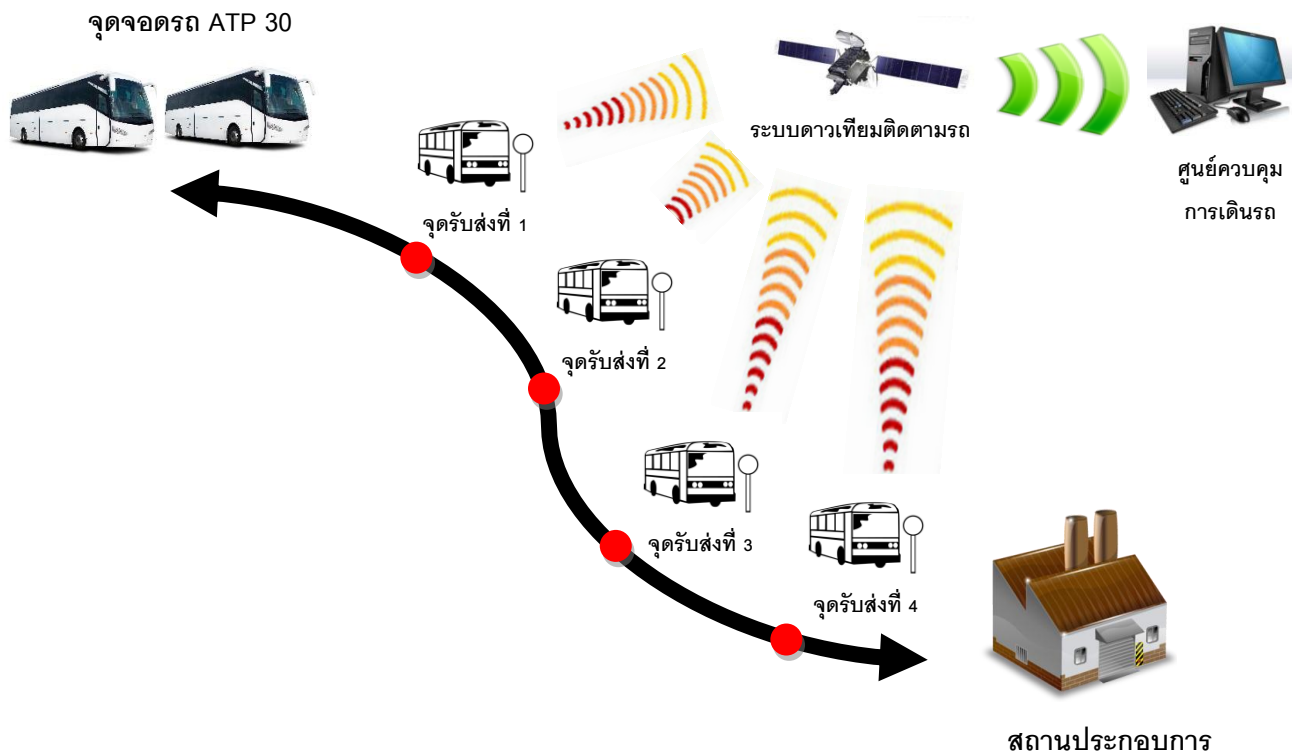 จุดจอดรถ ATP 30
ระบบดาวเทียมติดตามรถ
ศูนย์ควบคุม
การเดินรถ
จุดรับส่งที่ 1
จุดรับส่งที่ 2
จุดรับส่งที่ 3
จุดรับส่งที่ 4
สถานประกอบการ